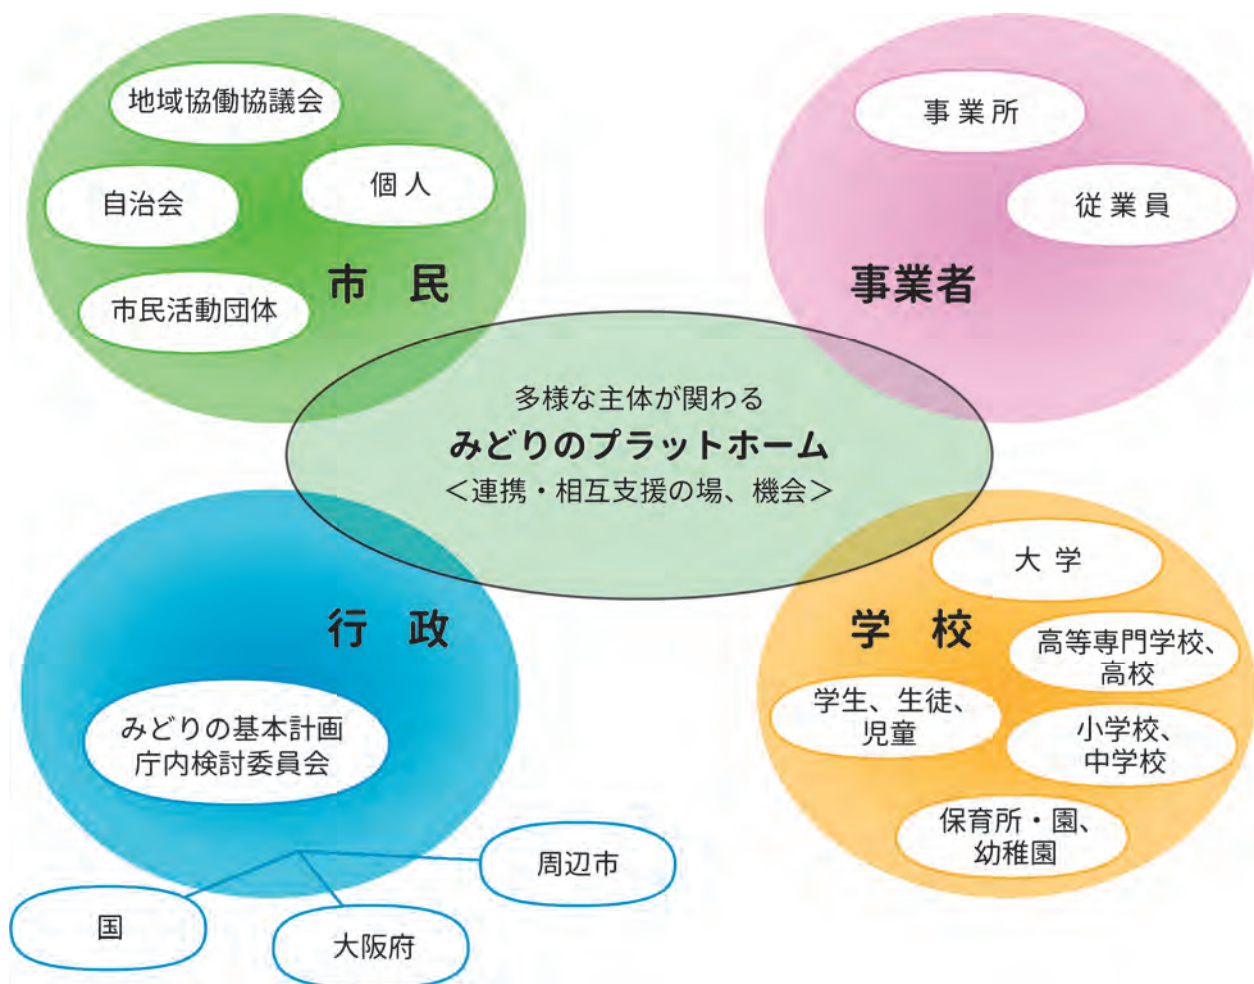 地域協働協議会
個人
自治会
市民活動団体
市 民
事業所
従業員
事業者
多様な主体が関わる
みどりのプラットホーム
＜連携・相互支援の場、機会＞
行 政
みどりの基本計画
庁内検討委員会
周辺市
国
大阪府
大 学
学 校
高等専門学校、
高校
学生、生徒、
児童
小学校、
中学校
保育所・園、
幼稚園